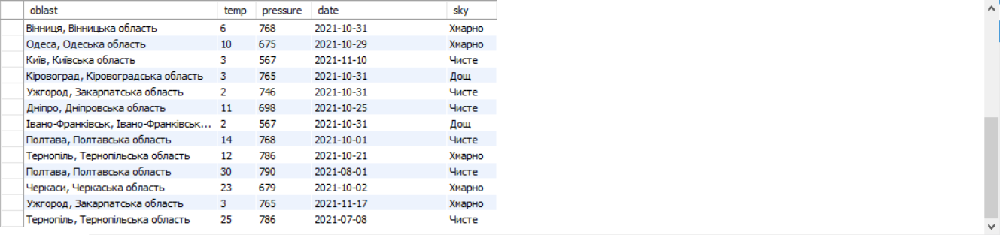 oblast temp pressure date sky
Вінниця, Вінницька область 6 768 2021-10-31 Хмарно
Одеса, Одеська область 10 675 2021-10-29 Хмарно
Київ, Київська область 3 567 2021-11-10 Чисте
Кіровоград, Кіровоградська область 3 765 2021-10-31 Дощ
Ужгород, Закарпатська область 2 746 2021-10-31 Чисте
Дніпро, Дніпровська область 11 698 2021-10-25 Чисте
Івано-Франківськ, Івано-Франківськ... 2 567 2021-10-31 Дощ
Полтава, Полтавська область 14 768 2021-10-01 Чисте
Тернопіль, Тернопільська область 12 786 2021-10-21 Хмарно
Полтава, Полтавська область 30 790 2021-08-01 Чисте
Черкаси, Черкаська область 23 679 2021-10-02 Хмарно
Ужгород, Закарпатська область 3 765 2021-11-17 Хмарно
Тернопіль, Тернопільська область 25 786 2021-07-08 Чисте